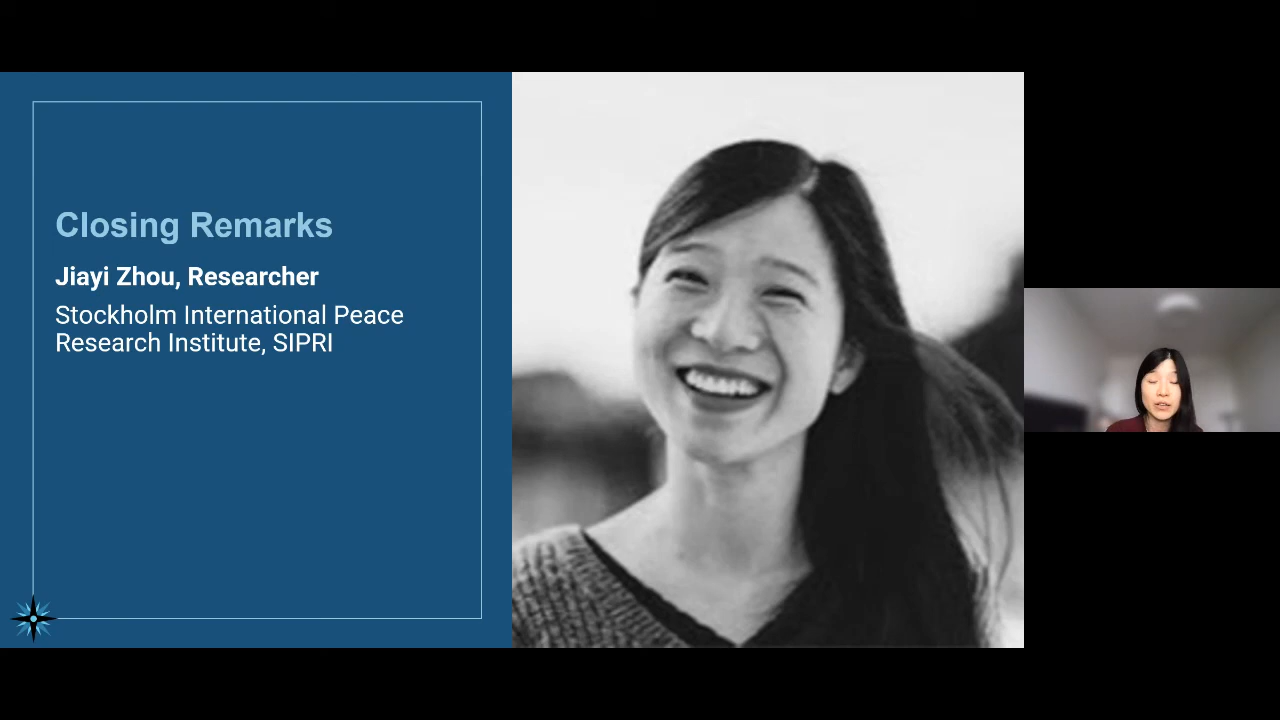 Closing Remarks
Jiayi Zhou, Researcher
Stockholm International Peace
Research Institute, SIPRI